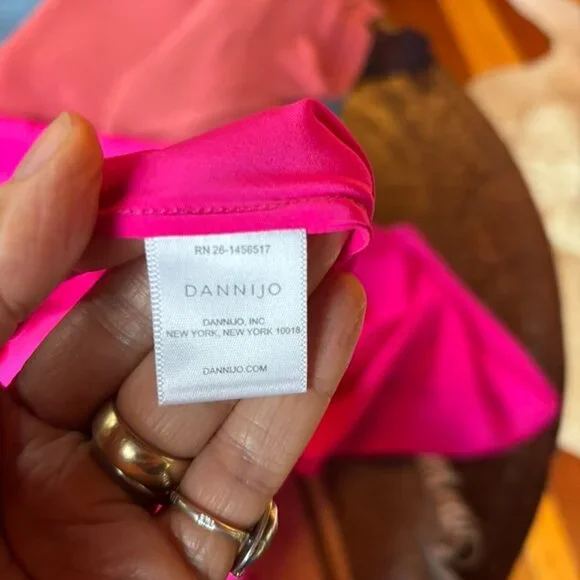 RN 26-1456517
DANNIJO
DANNIJO, INC
NEW YORK, NEW YORK 10018
DANNIJO.COM